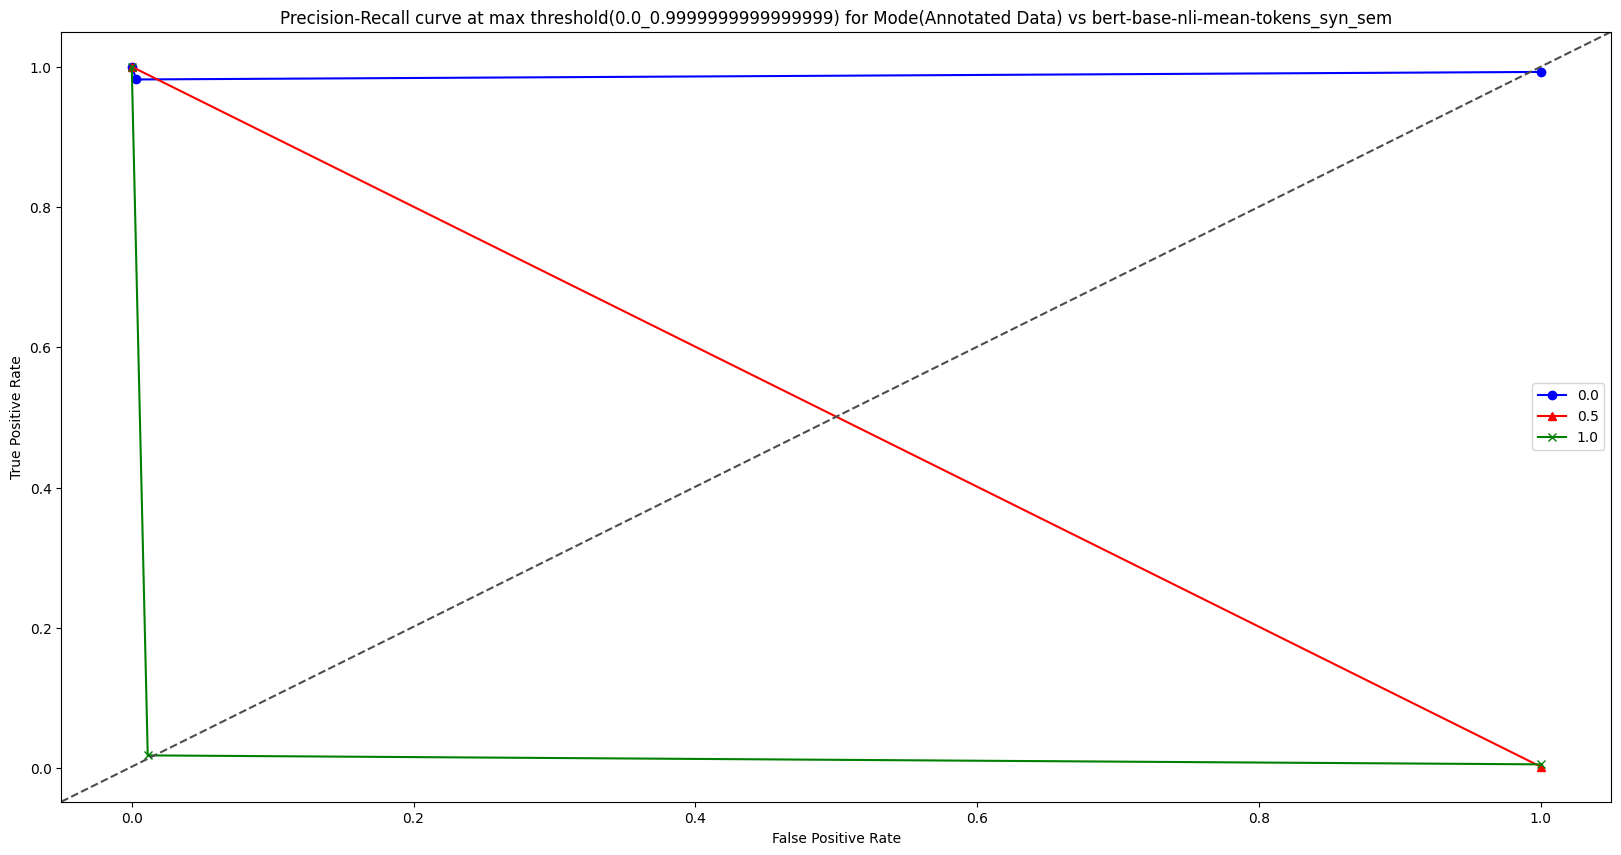 Precision-Recall curve at max threshold(0.0_0.9999999999999999) for Mode(Annotated Data) vs bert-base-nli-mean-tokens_syn_sem
1.0
0.8
0.6
0.4
0.2
0.0
True Positive Rate
0.0
0.5
1.0
0.0 0.2 0.4 0.6 0.8 1.0
False Positive Rate